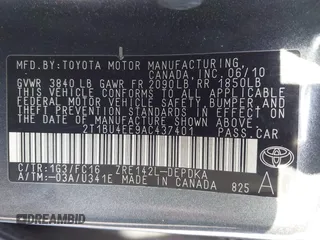 MFD.BY:TOYOTA MOTOR MANUFACTURING,
CANADA, INC. 06/10
GVWR 3840 LB GAWR FR 2090LB RR 1850LB
THIS VEHICLE CONFORMS TO ALL APPLICABLE
FEDERAL MOTOR VEHICLE SAFETY, BUMPER, AND
THEFT PREVENTION STANDARDS IN EFFECT ON
THE DATE OF MANUFACTURE SHOWN ABOVE.
2T1BU4EE9AC437401 PASS.CAR
C/TR:1G3/FC16 ZRE142L-DEPDKA
A/TM:-03A/U341E MADE IN CANADA 825
A
TOYOTA
DREAMBID